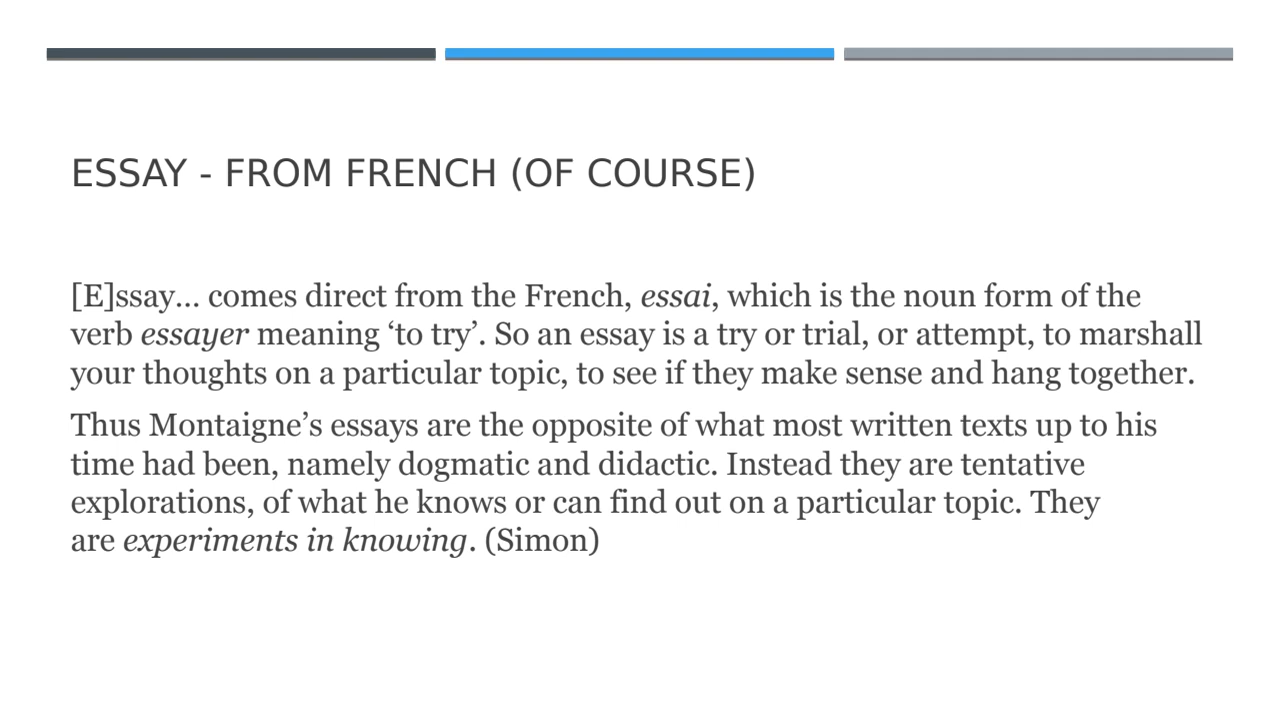 ESSAY - FROM FRENCH (OF COURSE)
[E]ssay… comes direct from the French, essai, which is the noun form of the
verb essayer meaning ‘to try’. So an essay is a try or trial, or attempt, to marshall
your thoughts on a particular topic, to see if they make sense and hang together.
Thus Montaigne’s essays are the opposite of what most written texts up to his
time had been, namely dogmatic and didactic. Instead they are tentative
explorations, of what he knows or can find out on a particular topic. They
are experiments in knowing. (Simon)